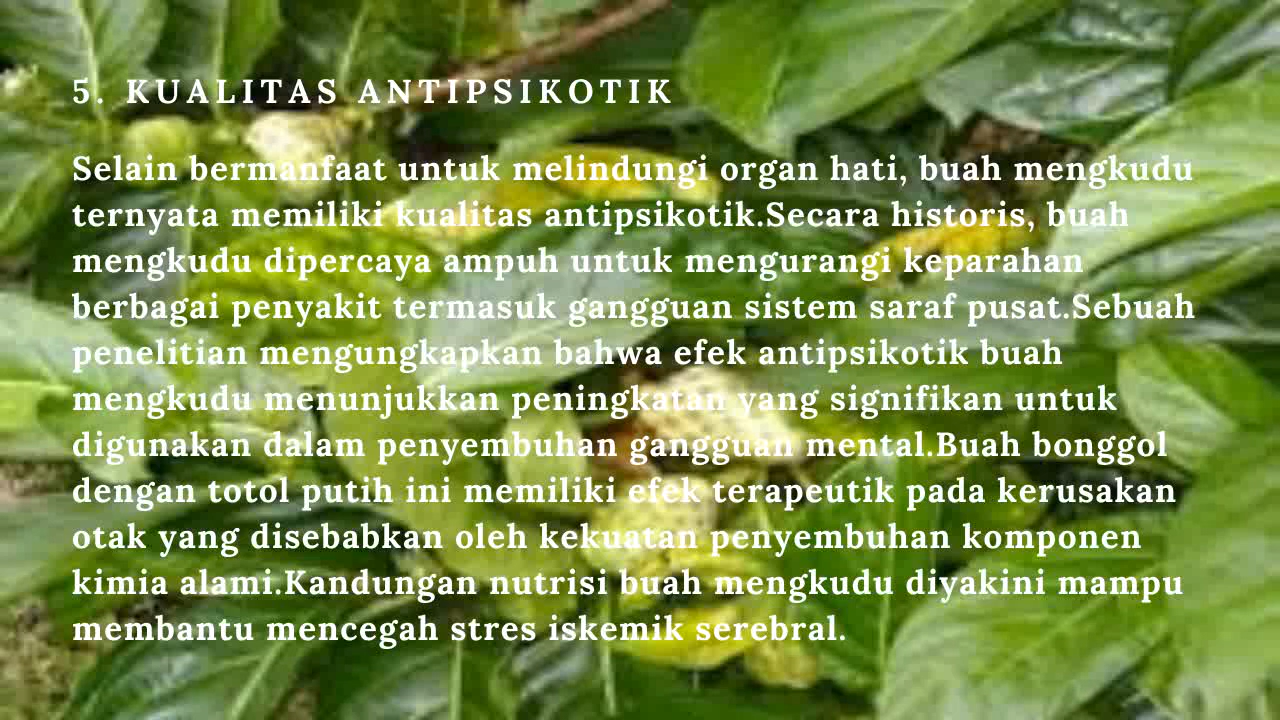 5. KUALITAS ANTIPSIKOTIK
Selain bermanfaat untuk melindungi organ hati, buah mengkudu
ternyata memiliki kualitas antipsikotik.Secara historis, buah
mengkudu dipercaya ampuh untuk mengurangi keparahan
berbagai penyakit termasuk gangguan sistem saraf pusat.Sebuah
penelitian mengungkapkan bahwa efek antipsikotik buah
mengkudu menunjukkan peningkatan yang signifikan untuk
digunakan dalam penyembuhan gangguan mental.Buah bonggol
dengan totol putih ini memiliki efek terapeutik pada kerusakan
otak yang disebabkan oleh kekuatan penyembuhan komponen
kimia alami.Kandungan nutrisi buah mengkudu diyakini mampu
membantu mencegah stres iskemik serebral.